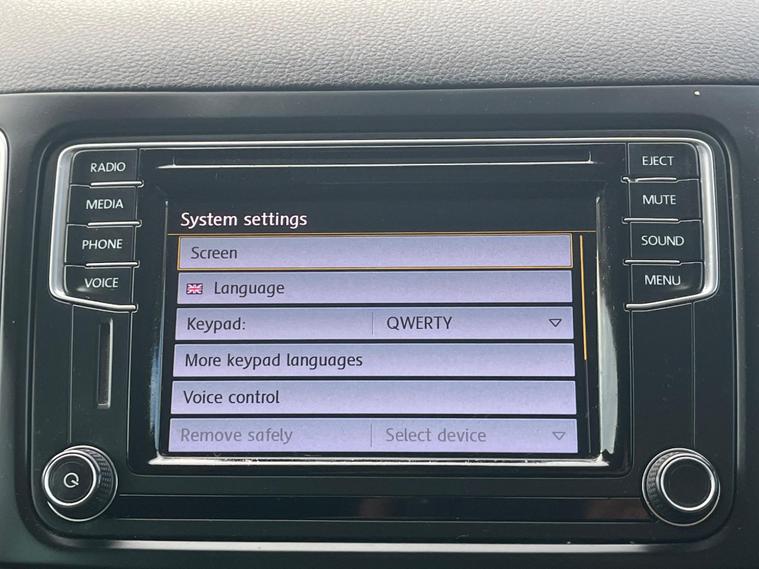 RADIO
MEDIA
PHONE
VOICE
System settings
Screen
Language
Keypad: QWERTY
More keypad languages
Voice control
Remove safely Select device
EJECT
MUTE
SOUND
MENU